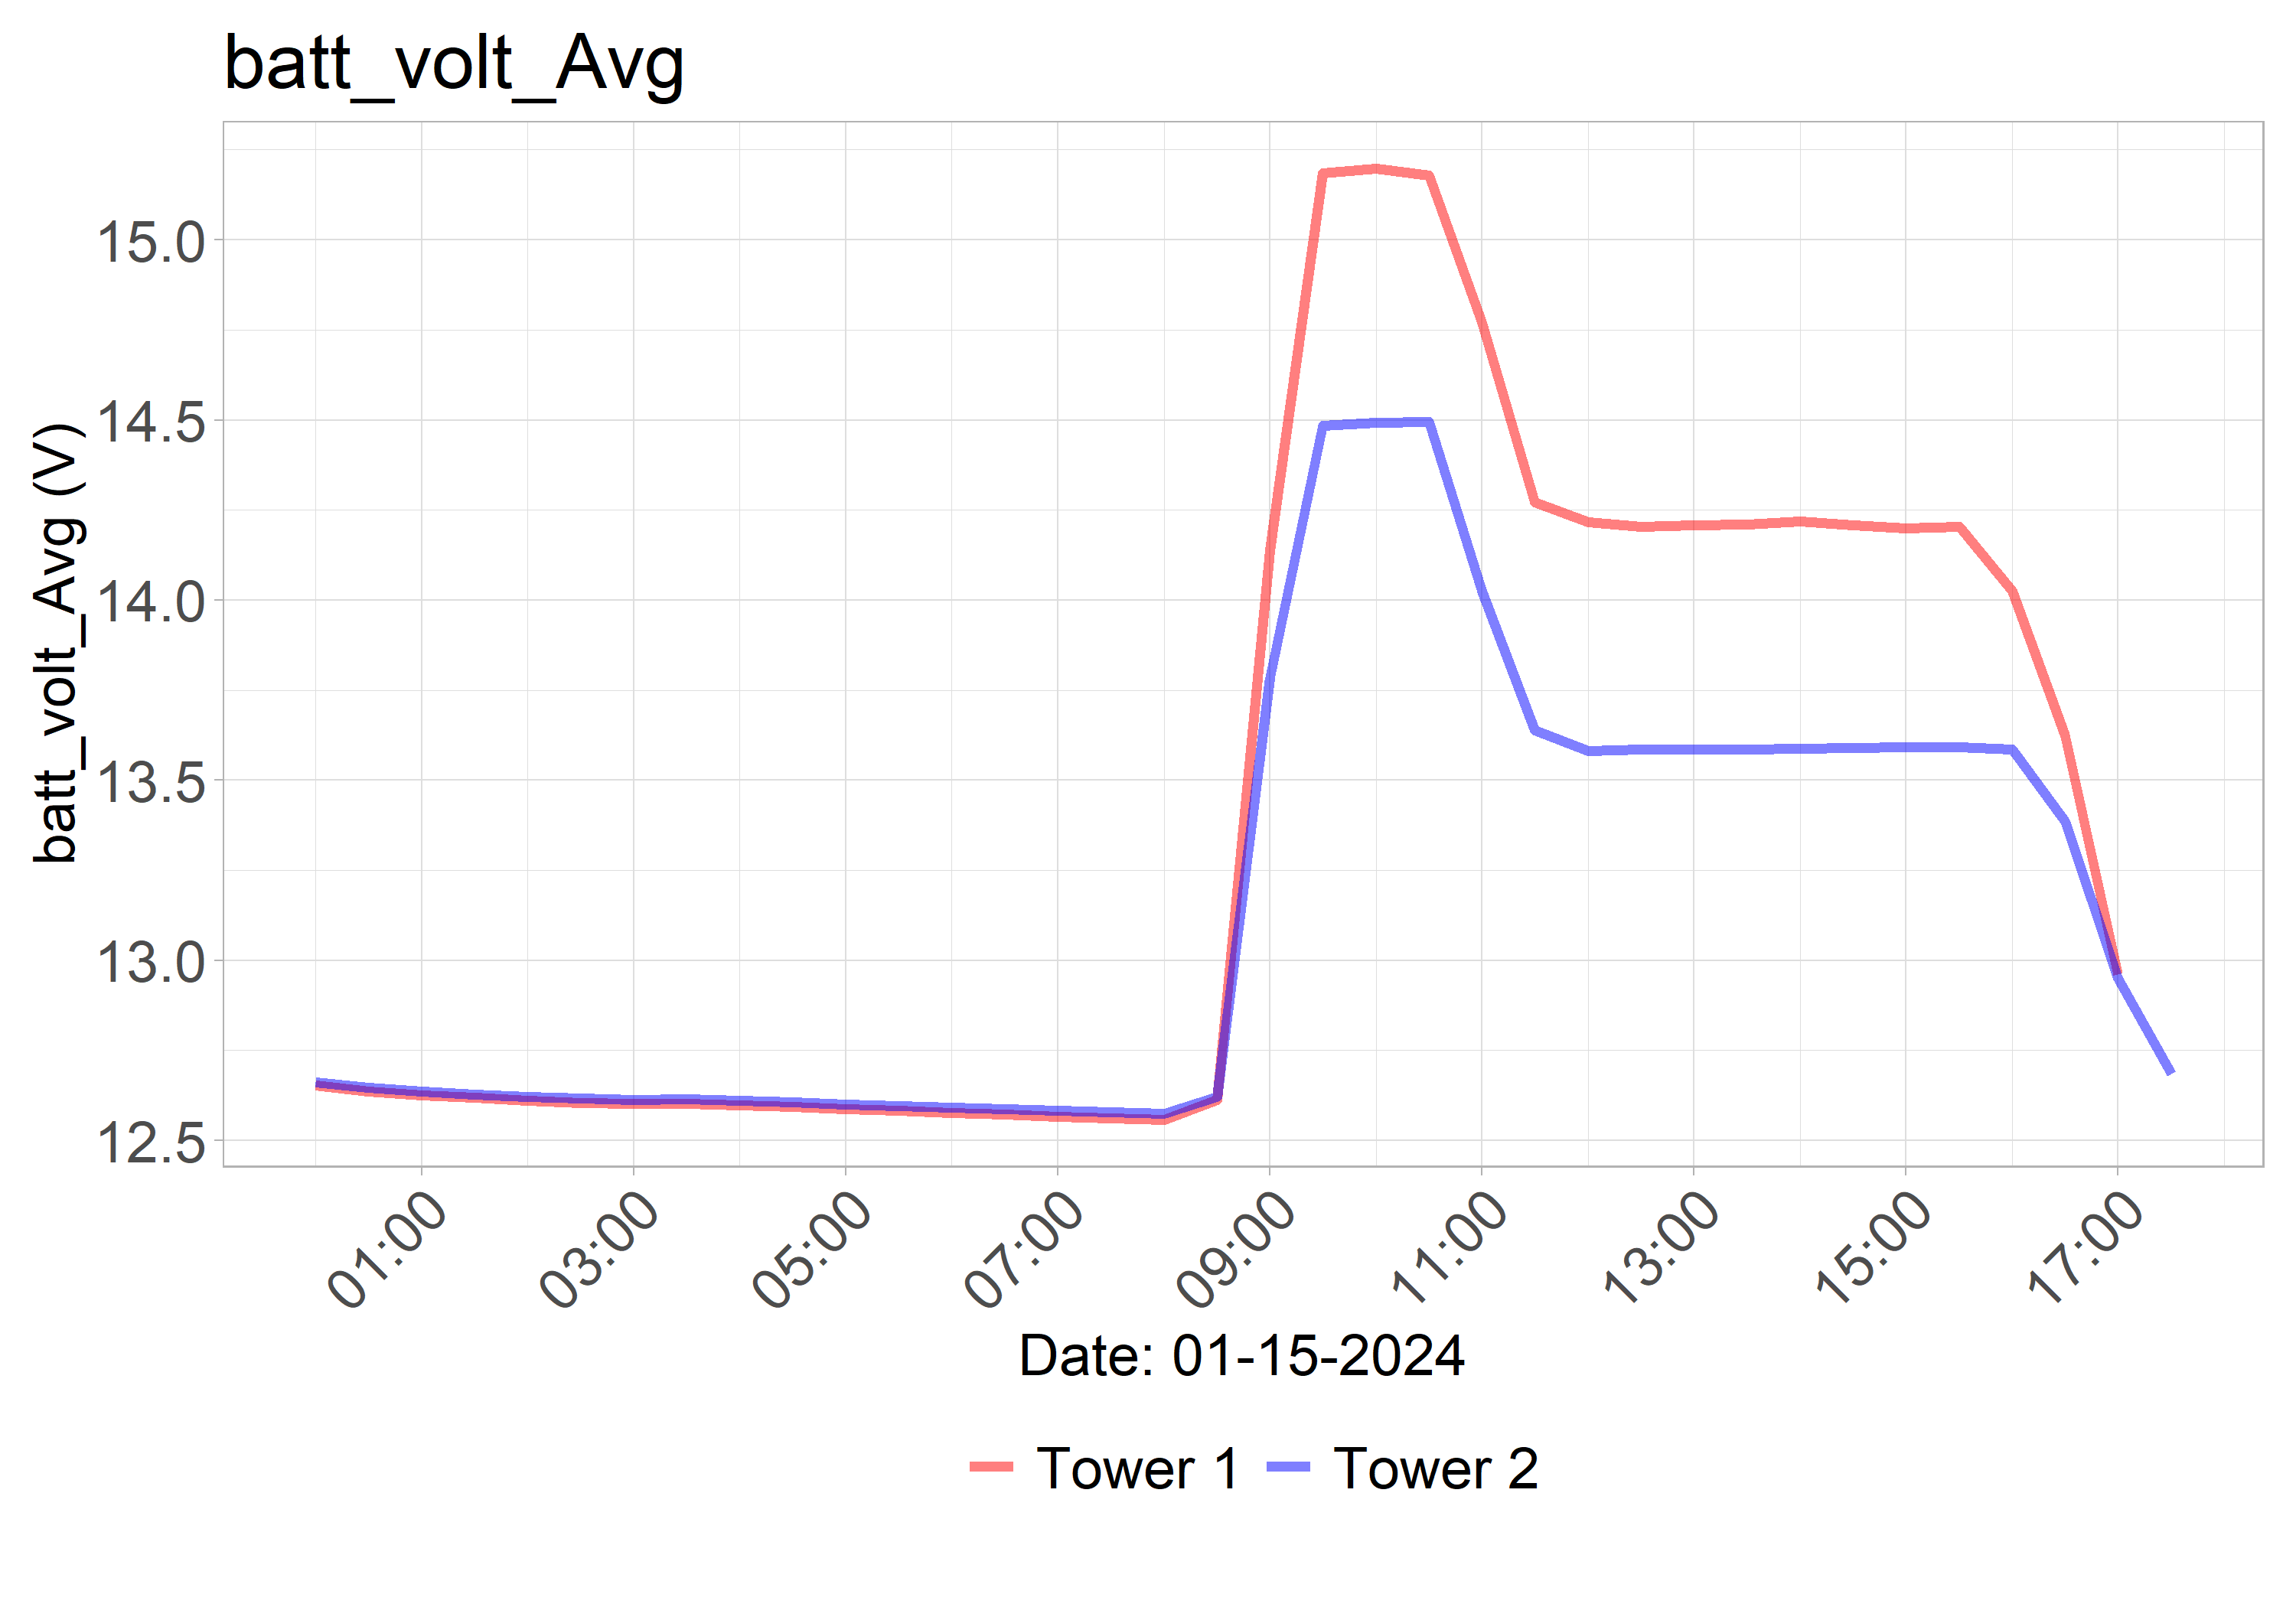 batt_volt_Avg
batt_volt_Avg (V)
15.0
14.5
14.0
13.5
13.0
12.5
01:00 03:00 05:00 07:00 09:00 11:00 13:00 15:00 17:00
Date: 01-15-2024
Tower 1 Tower 2